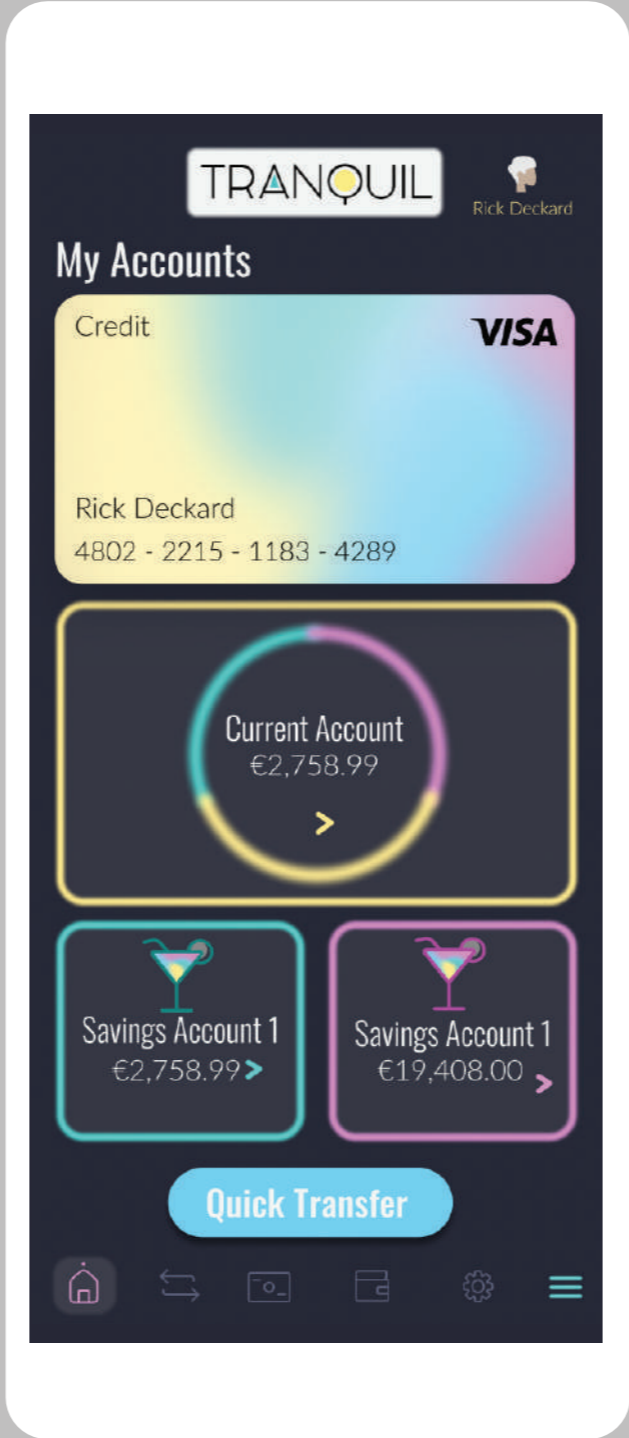 TRANQUIL
Rick Deckard
My Accounts
Credit
VISA
Rick Deckard
4802 - 2215 - 1183 - 4289
Current Account
€2,758.99
>
Savings Account 1
€2,758.99 >
Savings Account 1
€19,408.00 >
Quick Transfer